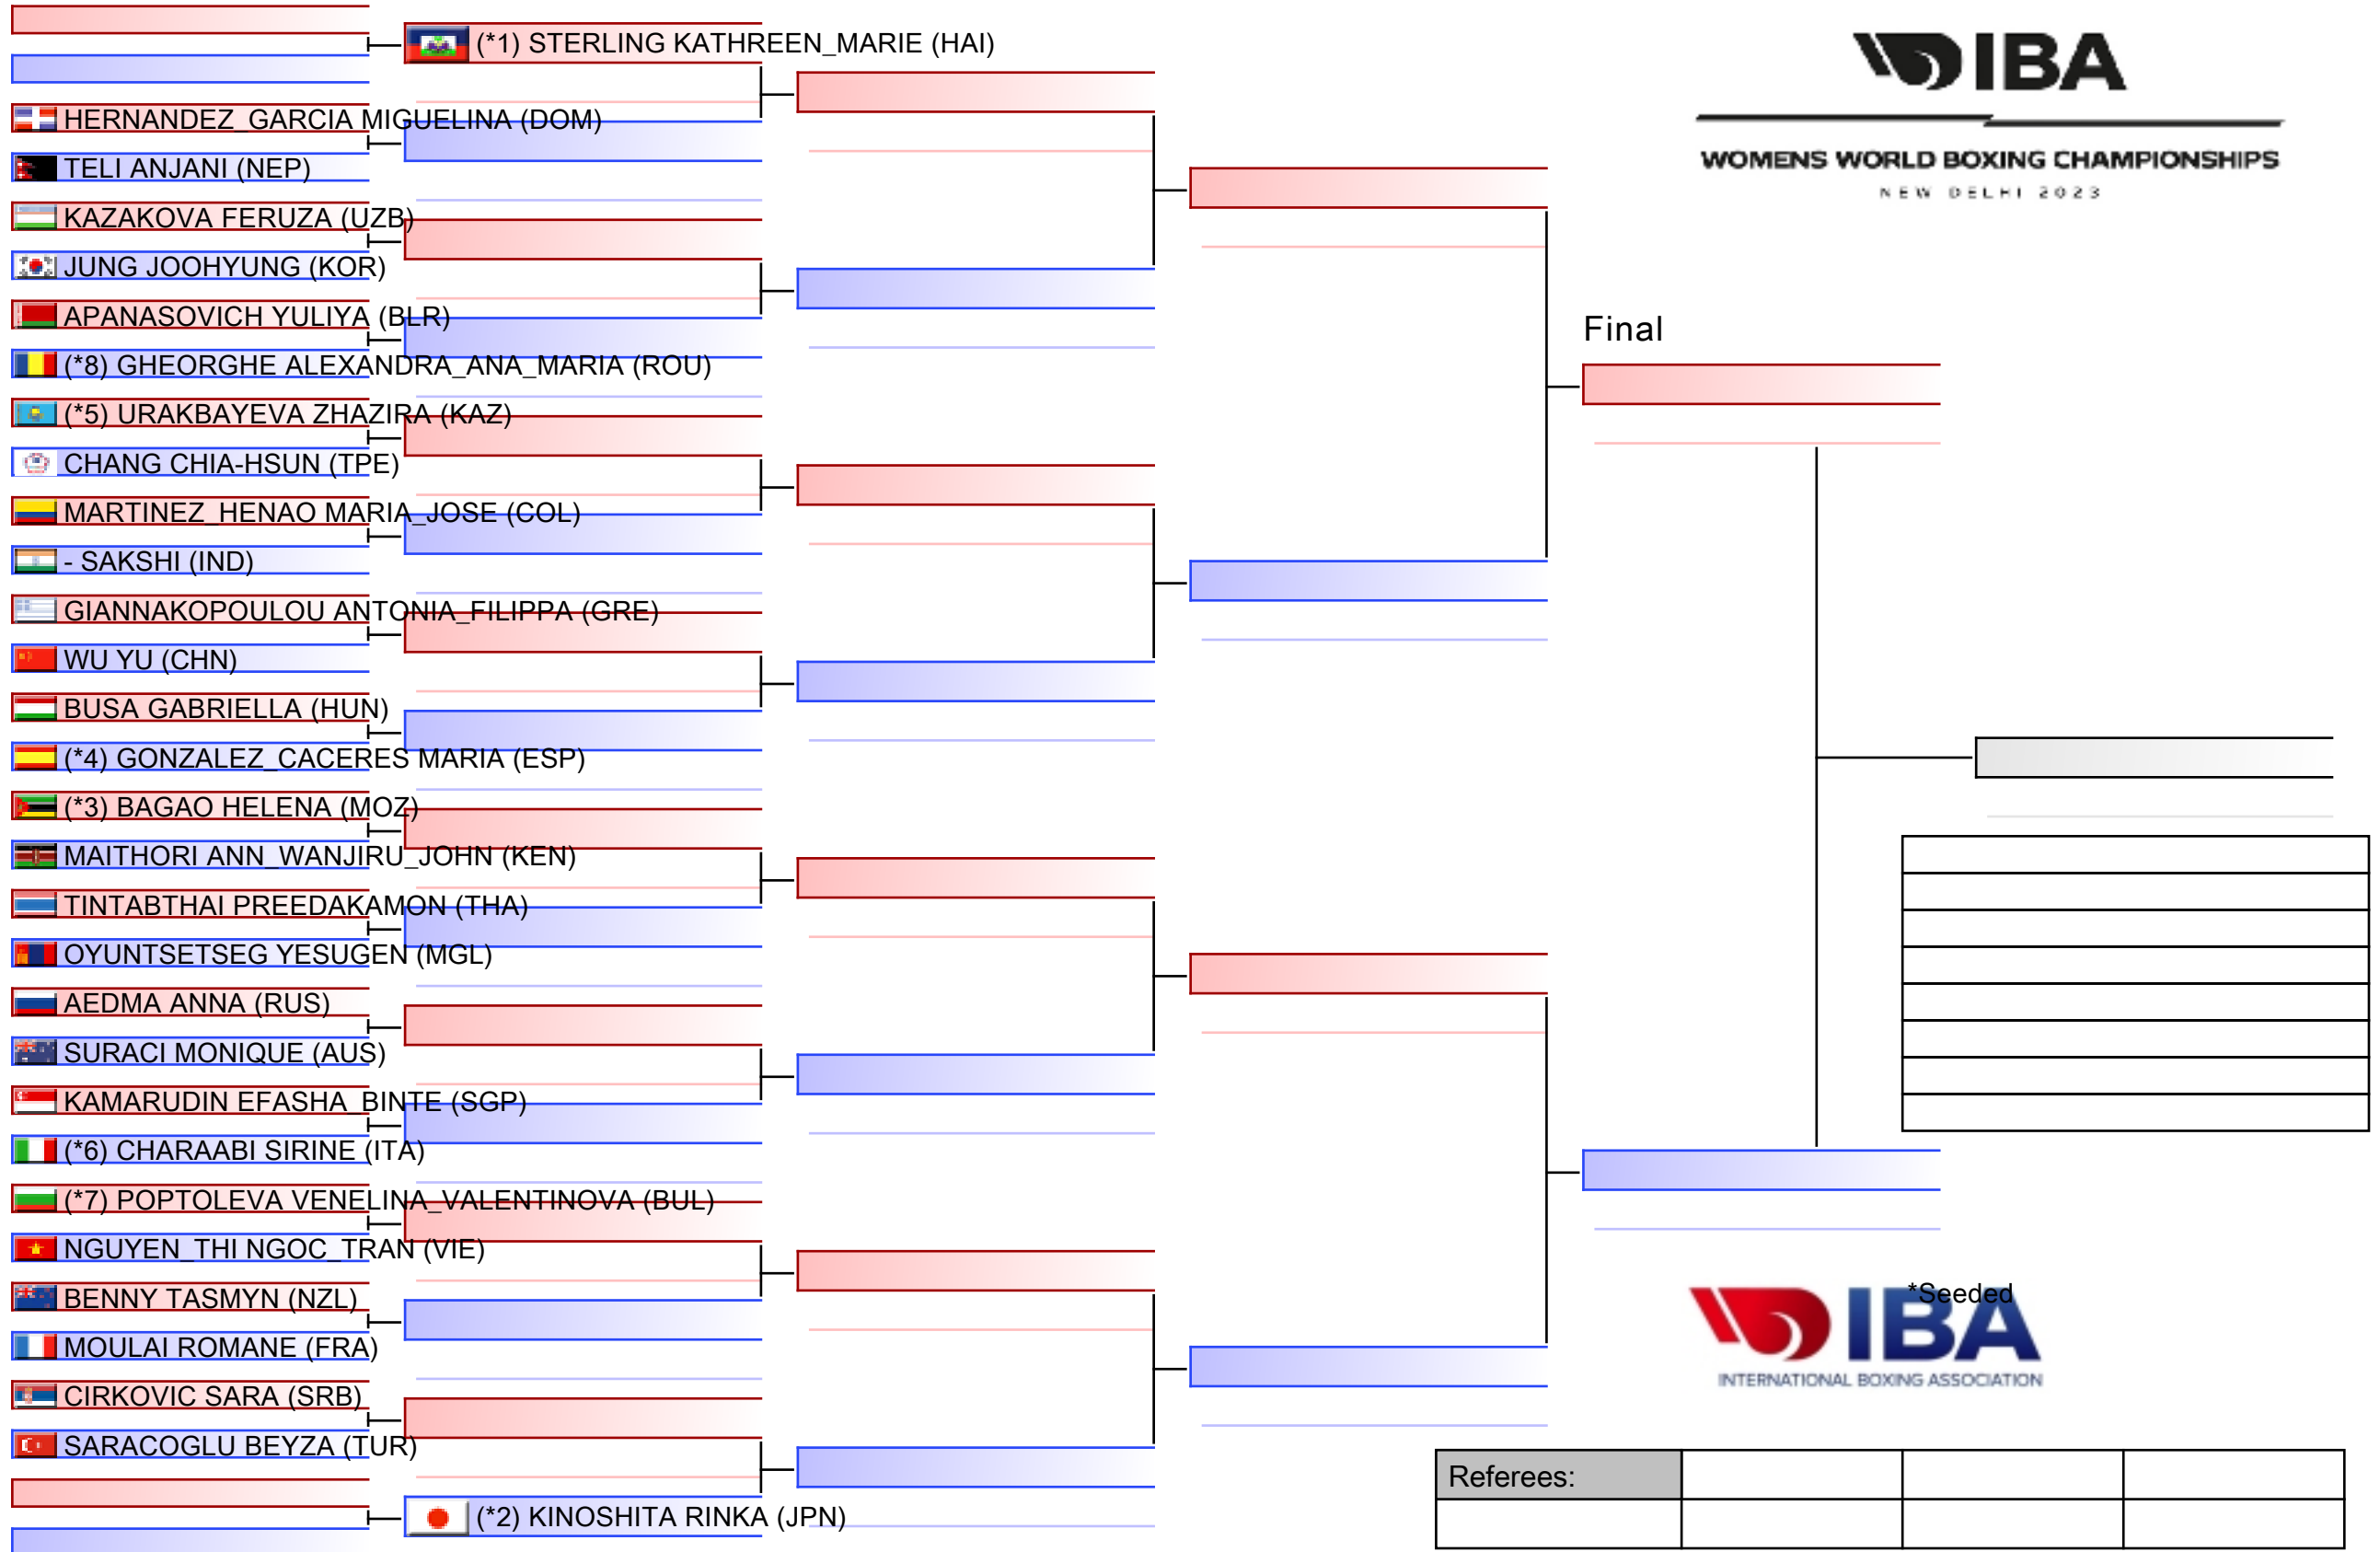 (*1) STERLING KATHREEN_MARIE (HAI)
HERNANDEZ_GARCIA MIGUELINA (DOM)
TELI ANJANI (NEP)
KAZAKOVA FERUZA (UZB)
JUNG JOOHYUNG (KOR)
APANASOVICH YULIYA (BLR)
(*8) GHEORGHE ALEXANDRA_ANA_MARIA (ROU)
(*5) URAKBAYEVA ZHAZIRA (KAZ)
CHANG CHIA-HSUN (TPE)
MARTINEZ_HENAO MARIA_JOSE (COL)
- SAKSHI (IND)
GIANNAKOPOULOU ANTONIA_FILIPPA (GRE)
WU YU (CHN)
BUSA GABRIELLA (HUN)
(*4) GONZALEZ_CACERES MARIA (ESP)
(*3) BAGAO HELENA (MOZ)
MAITHORI ANN_WANJIRU_JOHN (KEN)
TINTABTHAI PREEDAKAMON (THA)
OYUNTSETSEG YESUGEN (MGL)
AEDMA ANNA (RUS)
SURACI MONIQUE (AUS)
KAMARUDIN EFASHA_BINTE (SGP)
(*6) CHARAABI SIRINE (ITA)
(*7) POPTOLEVA VENELINA_VALENTINOVA (BUL)
NGUYEN_THI NGOC_TRAN (VIE)
BENNY TASMYN (NZL)
MOULAI ROMANE (FRA)
CIRKOVIC SARA (SRB)
SARACOGLU BEYZA (TUR)
(*2) KINOSHITA RINKA (JPN)
IBA
WOMENS WORLD BOXING CHAMPIONSHIPS
NEW DELHI 2023
Final
*Seeded
IBA
INTERNATIONAL BOXING ASSOCIATION
Referees: